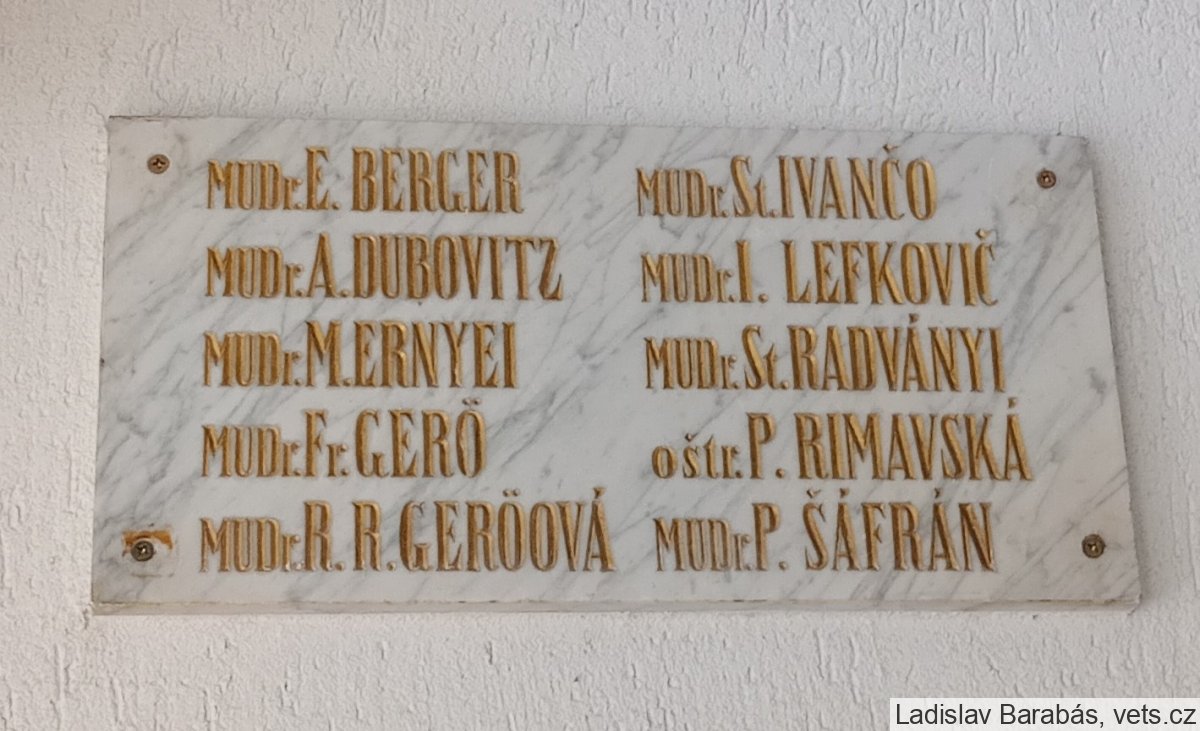 MUDr. E. BERGER
MUDr. A. DUBOVITZ
MUDr. M. ERNYEI
MUDr. Fr. GERÖ
MUDr. R. R. GERÖOVÁ
MUDr. St. IVANČO
MUDr. I. LEFKOVIČ
MUDr. St. RADVÁNYI
oštr. P. RIMAVSKÁ
MUDr. P. ŠÁFRÁN
Ladislav Barabás, vets.cz